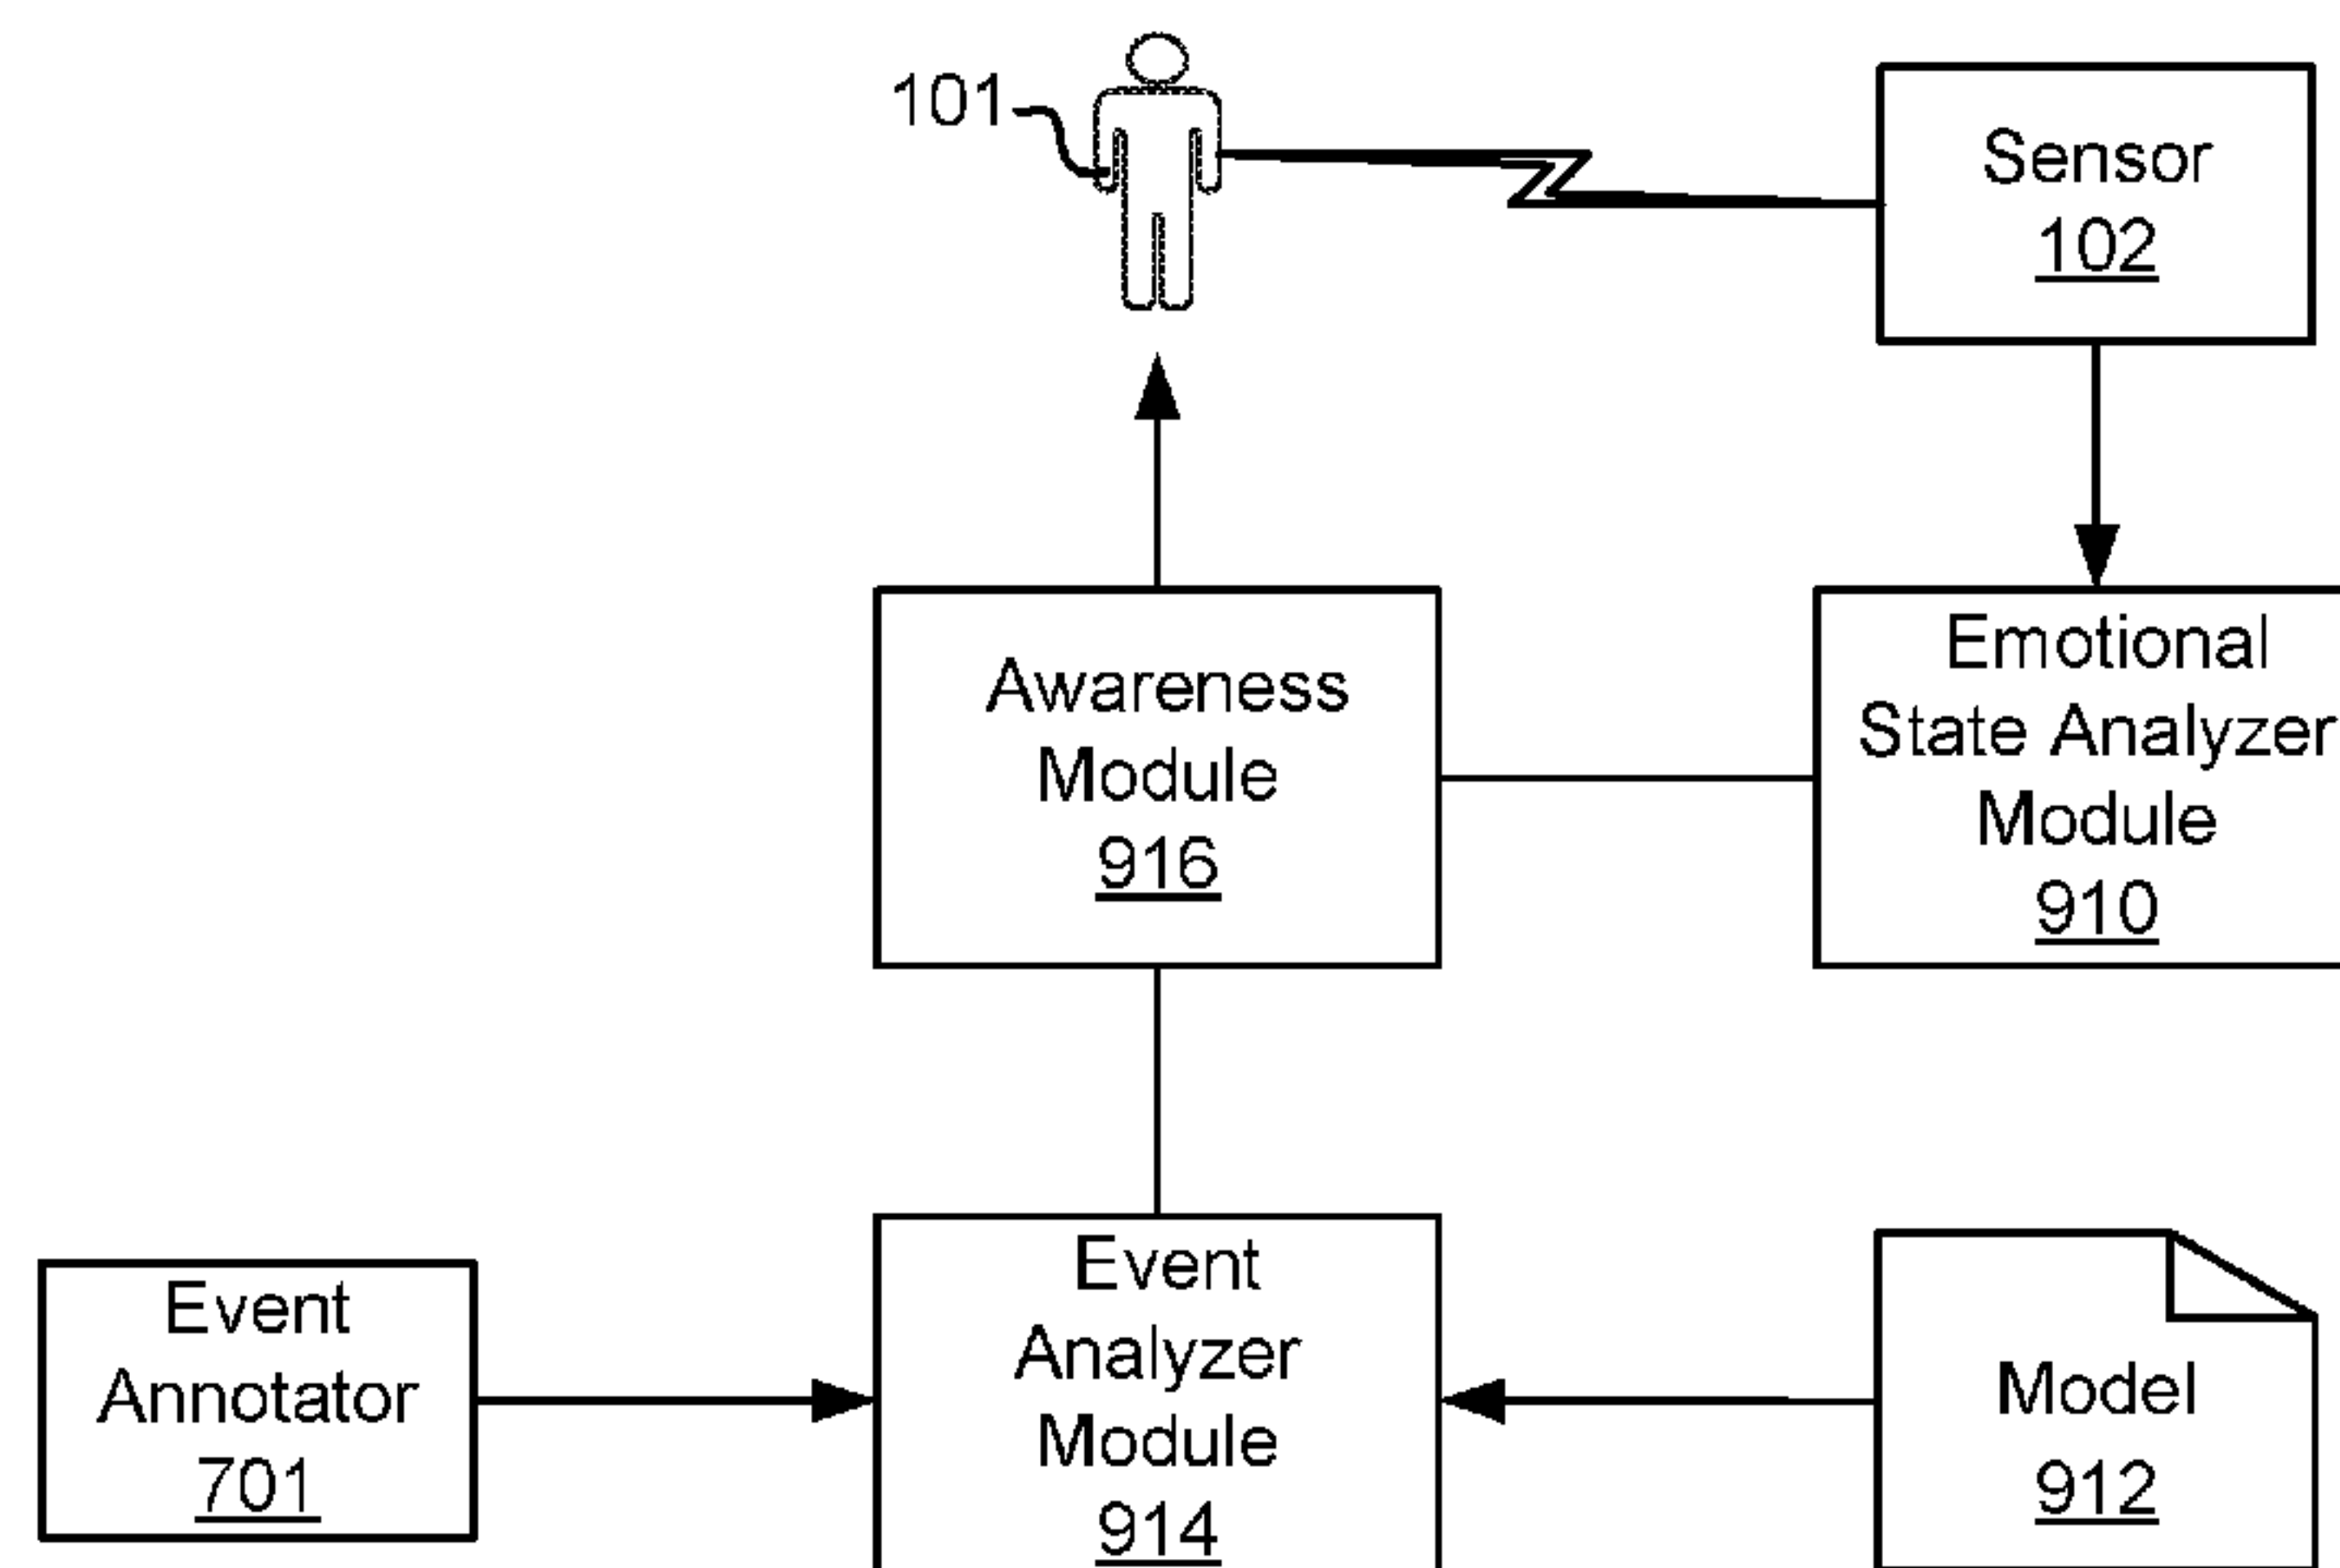 101
Sensor
102
Awareness
Module
916
Emotional
State Analyzer
Module
910
Event
Annotator
701
Event
Analyzer
Module
914
Model
912